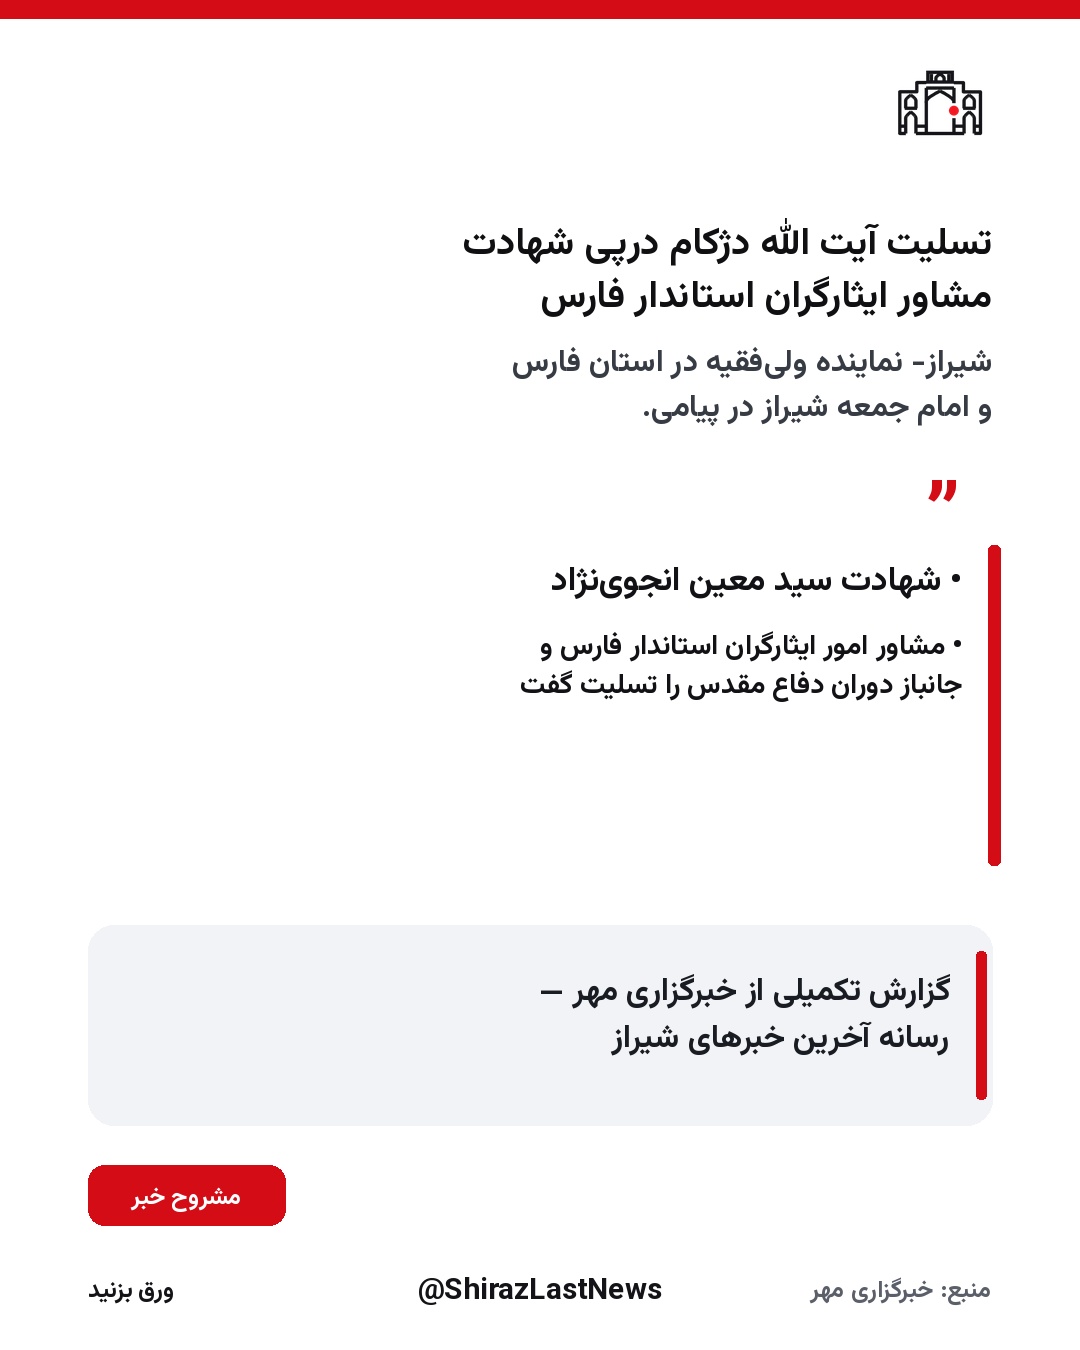 تسلیت آیت الله دژکام درپی شهادت
مشاور ایثارگران استاندار فارس
شیراز- نماینده ولی‌فقیه در استان فارس
و امام جمعه شیراز در پیامی.
”
• شهادت سید معین انجوی‌نژاد
• مشاور امور ایثارگران استاندار فارس و
جانباز دوران دفاع مقدس را تسلیت گفت
گزارش تکمیلی از خبرگزاری مهر —
رسانه آخرین خبرهای شیراز
مشروح خبر
منبع: خبرگزاری مهر
@ShirazLastNews
ورق بزنید